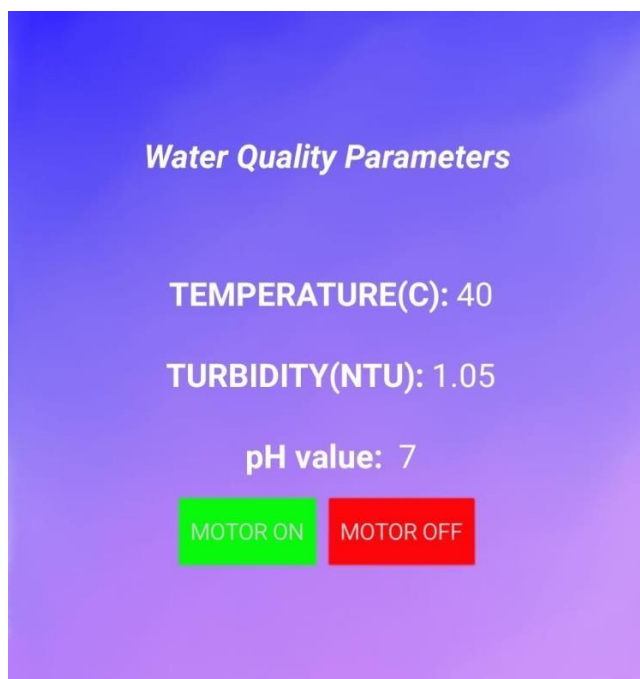 Water Quality Parameters
TEMPERATURE(C): 40
TURBIDITY(NTU): 1.05
pH value: 7
MOTOR ON MOTOR OFF